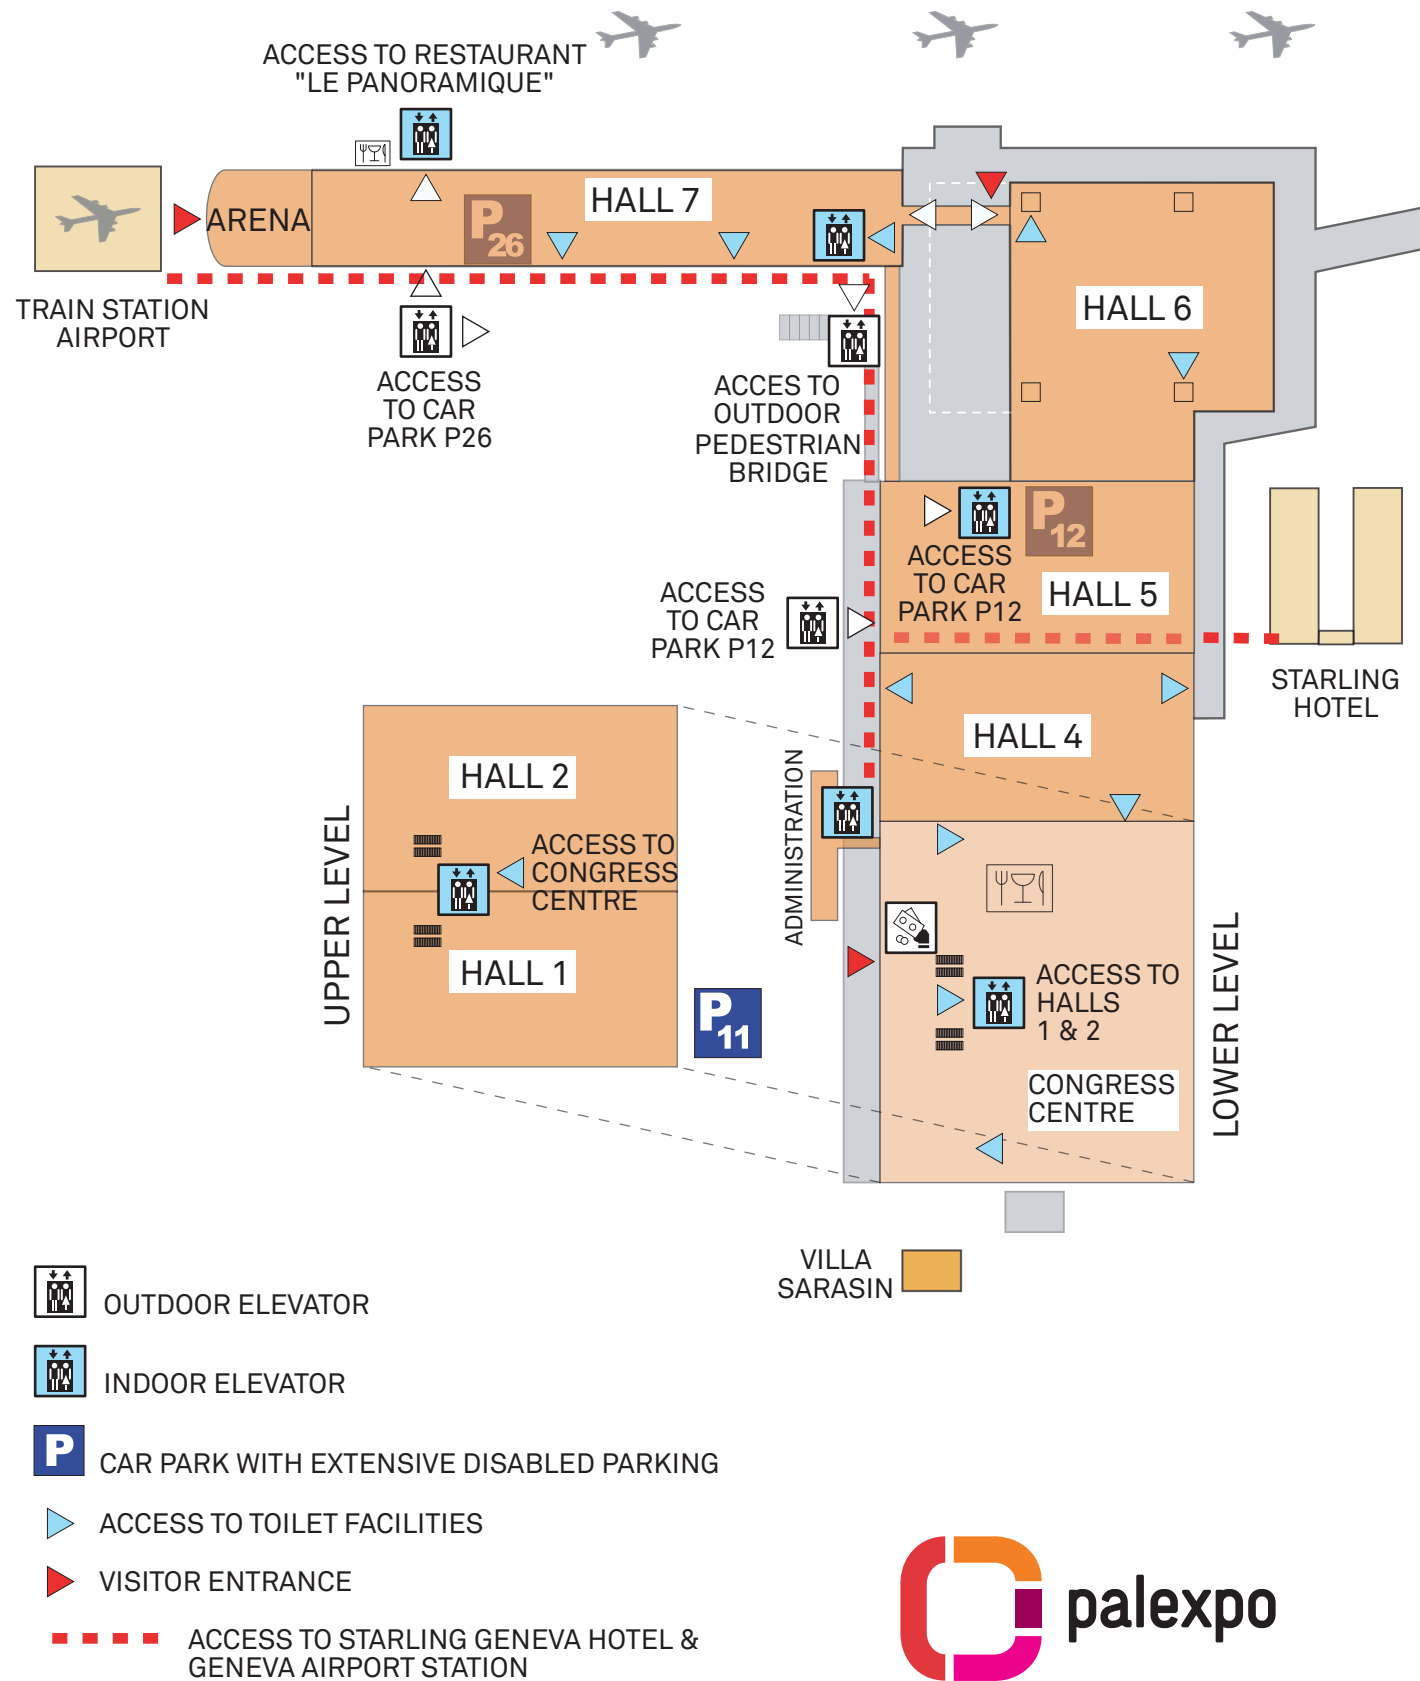 ACCESS TO RESTAURANT
"LE PANORAMIQUE"
ARENA
P
26
HALL 7
TRAIN STATION
AIRPORT
HALL 6
ACCESS
TO CAR
PARK P26
ACCES TO
OUTDOOR
PEDESTRIAN
BRIDGE
P
12
ACCESS
TO CAR
PARK P12
HALL 5
ACCESS
TO CAR
PARK P12
STARLING
HOTEL
HALL 4
ADMINISTRATION
UPPER LEVEL
HALL 2
ACCESS TO
CONGRESS
CENTRE
HALL 1
P
11
ACCESS TO
HALLS
1 & 2
CONGRESS
CENTRE
LOWER LEVEL
VILLA
SARASIN
OUTDOOR ELEVATOR
INDOOR ELEVATOR
P
CAR PARK WITH EXTENSIVE DISABLED PARKING
ACCESS TO TOILET FACILITIES
VISITOR ENTRANCE
ACCESS TO STARLING GENEVA HOTEL &
GENEVA AIRPORT STATION
palexpo